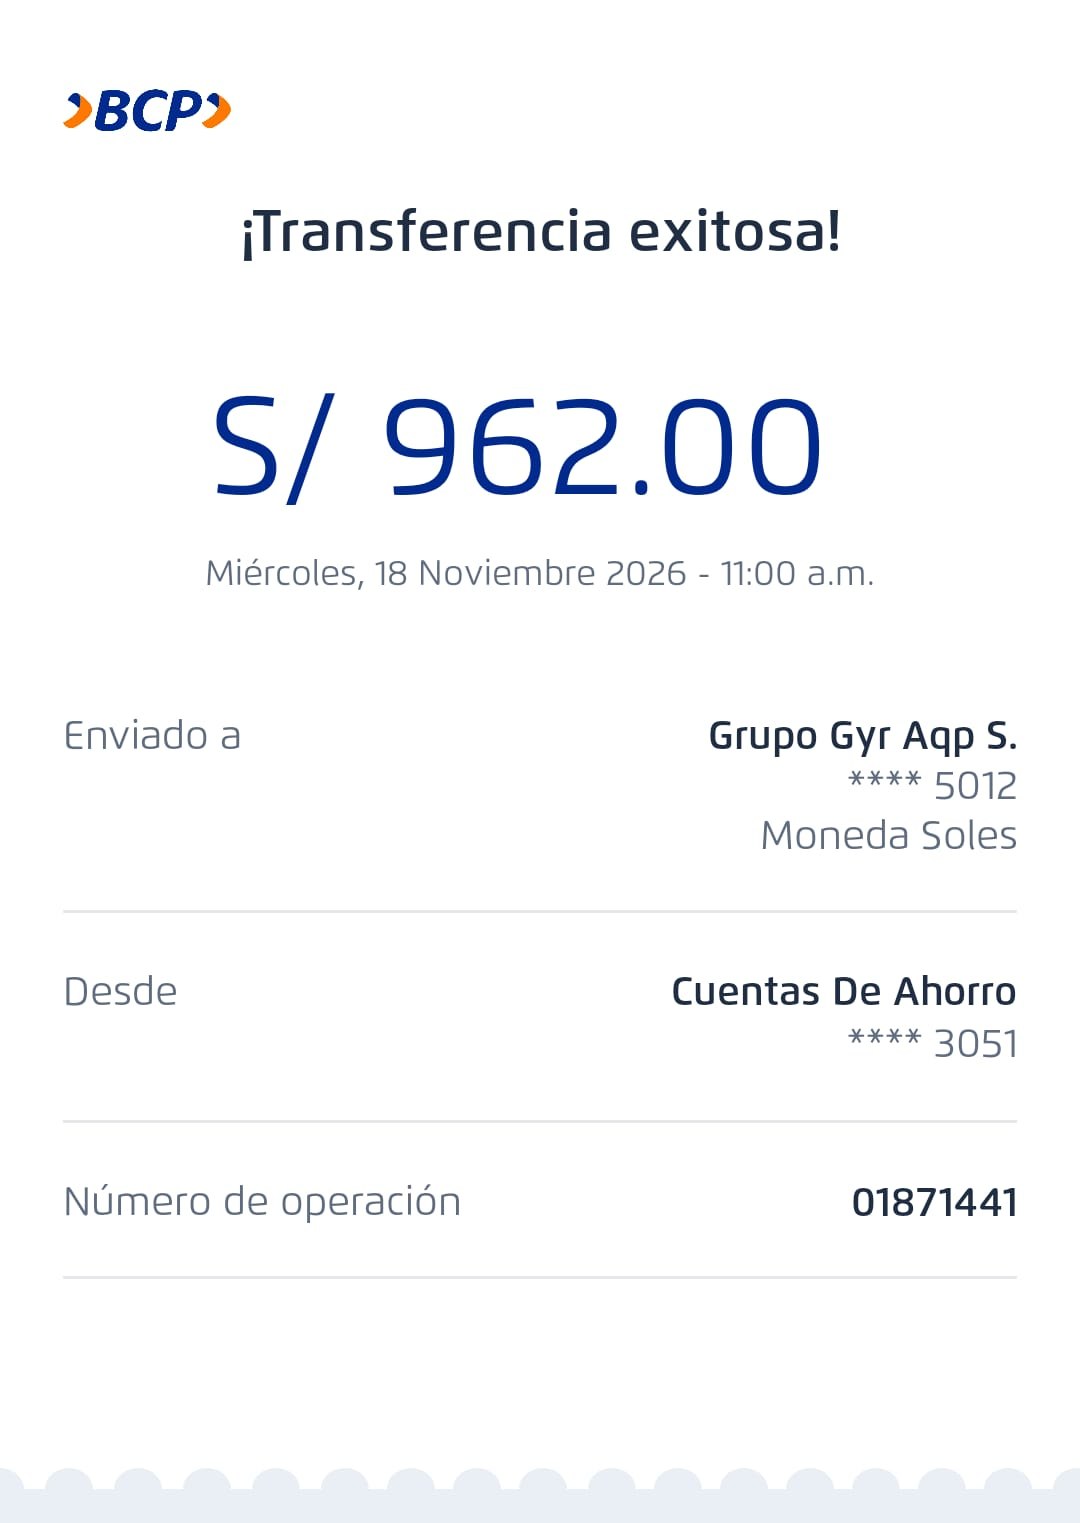 BCP
¡Transferencia exitosa!
S/ 962.00
Miércoles, 18 Noviembre 2026 - 11:00 a.m.
Enviado a
Grupo Gyr Aqp S.
**** 5012
Moneda Soles
Desde
Cuentas De Ahorro
**** 3051
Número de operación
01871441